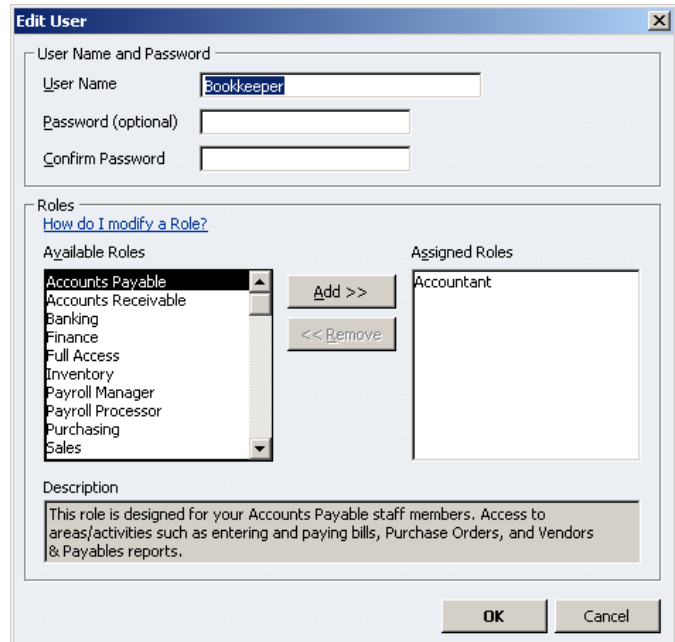 Edit User
User Name and Password
User Name
Bookkeeper
Password (optional)
Confirm Password
Roles
How do I modify a Role?
Available Roles
Assigned Roles
Accounts Payable
Accounts Receivable
Banking
Finance
Full Access
Inventory
Payroll Manager
Payroll Processor
Purchasing
Sales
Add >>
<< Remove
Accountant
Description
This role is designed for your Accounts Payable staff members. Access to
areas/activities such as entering and paying bills, Purchase Orders, and Vendors
& Payables reports.
OK
Cancel